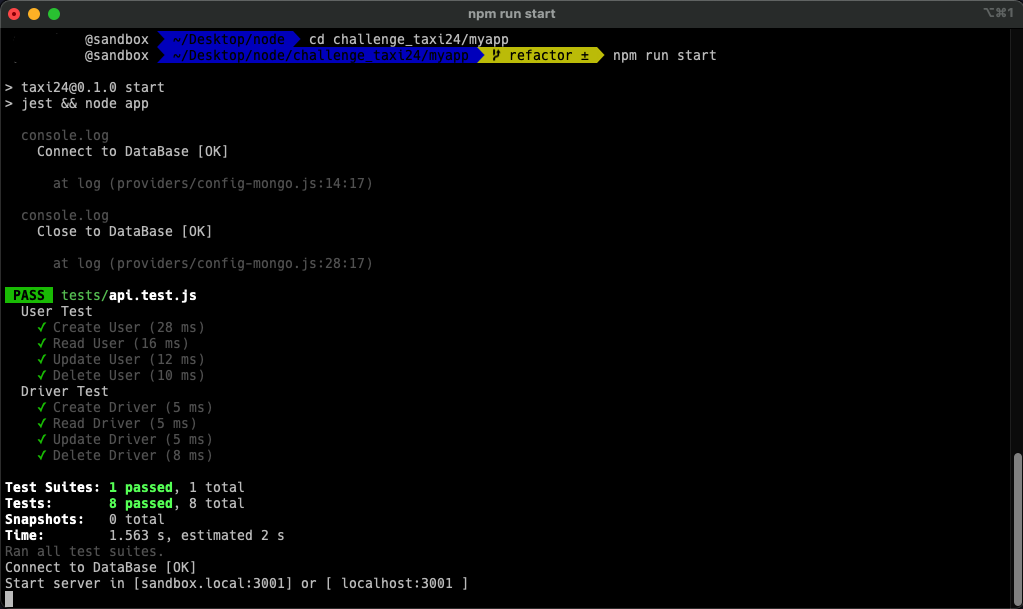 npm run start
⌥⌘1
@sandbox ~/Desktop/node cd challenge_taxi24/myapp
@sandbox ~/Desktop/node/challenge_taxi24/myapp refactor ± npm run start
> taxi24@0.1.0 start
> jest && node app
console.log
Connect to DataBase [OK]
at log (providers/config-mongo.js:14:17)
console.log
Close to DataBase [OK]
at log (providers/config-mongo.js:28:17)
PASS tests/api.test.js
User Test
✓ Create User (28 ms)
✓ Read User (16 ms)
✓ Update User (12 ms)
✓ Delete User (10 ms)
Driver Test
✓ Create Driver (5 ms)
✓ Read Driver (5 ms)
✓ Update Driver (5 ms)
✓ Delete Driver (8 ms)
Test Suites: 1 passed, 1 total
Tests: 8 passed, 8 total
Snapshots: 0 total
Time: 1.563 s, estimated 2 s
Ran all test suites.
Connect to DataBase [OK]
Start server in [sandbox.local:3001] or [ localhost:3001 ]